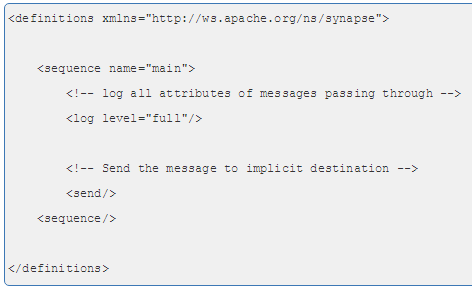 <definitions xmlns="http://ws.apache.org/ns/synapse">
<sequence name="main">
<!-- log all attributes of messages passing through -->
<log level="full"/>
<!-- Send the message to implicit destination -->
<send/>
<sequence/>
</definitions>